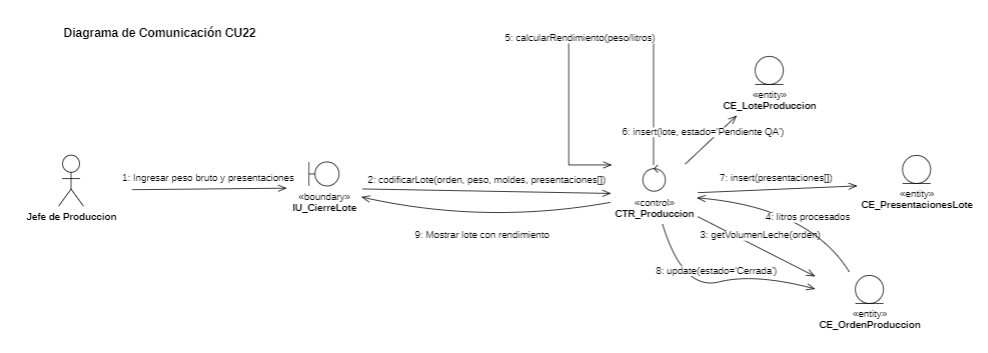 Diagrama de Comunicación CU22
5: calcularRendimiento(peso/litros)
«entity»
CE_LoteProduccion
6: insert(lote, estado='Pendiente QA')
1: Ingresar peso bruto y presentaciones
2: codificarLote(orden, peso, moldes, presentaciones[])
7: insert(presentaciones[])
«boundary»
IU_CierreLote
«control»
CTR_Produccion
«entity»
CE_PresentacionesLote
Jefe de Produccion
4: litros procesados
9: Mostrar lote con rendimiento
3: getVolumenLeche(orden)
8: update(estado='Cerrada')
«entity»
CE_OrdenProduccion